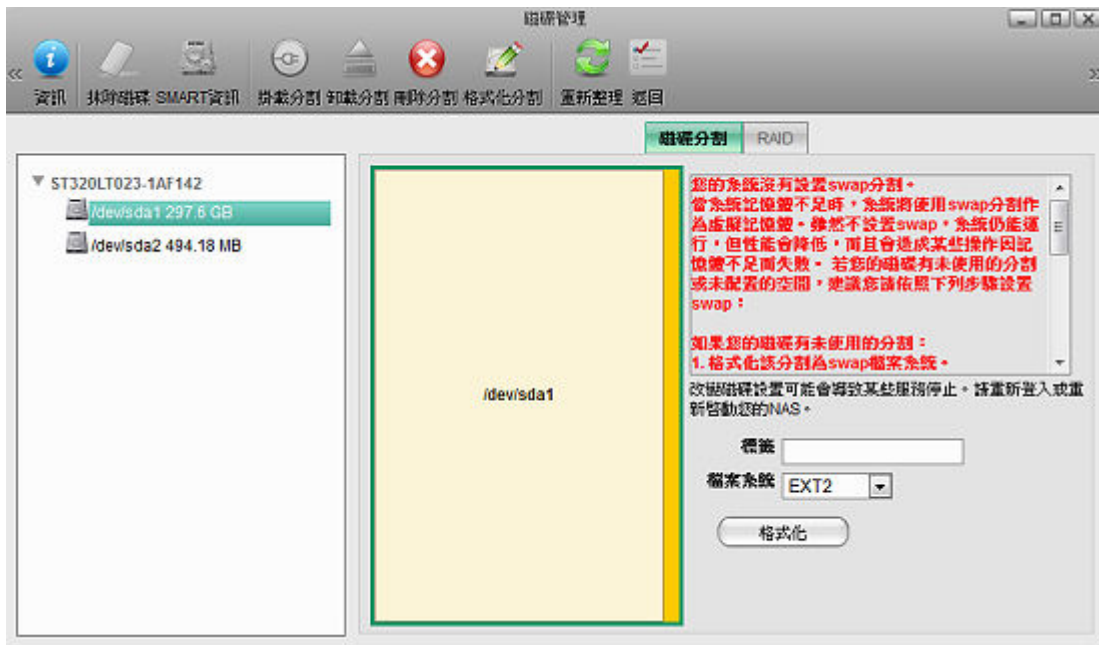 磁碟管理
資訊 抹除磁碟 SMART資訊 掛載分割 卸載分割 刪除分割 格式化分割 重新整理 返回
磁碟分割 RAID
ST320LT023-1AF142
/dev/sda1 297.6 GB
/dev/sda2 494.18 MB
/dev/sda1
您的系統沒有設置swap分割。
當系統記憶體不足時，系統將使用swap分割作
為虛擬記憶體。雖然不設置swap，系統仍能運
行，但性能會降低，而且會造成某些操作因記
憶體不足而失敗。 若您的磁碟有未使用的分割
或未配置的空間，建議您請依照下列步驟設置
swap：
如果您的磁碟有未使用的分割：
1. 格式化該分割為swap檔案系統。
改變磁碟設置可能會導致某些服務停止。請重新登入或重
新啓動您的NAS。
標籤
檔案系統 EXT2
格式化